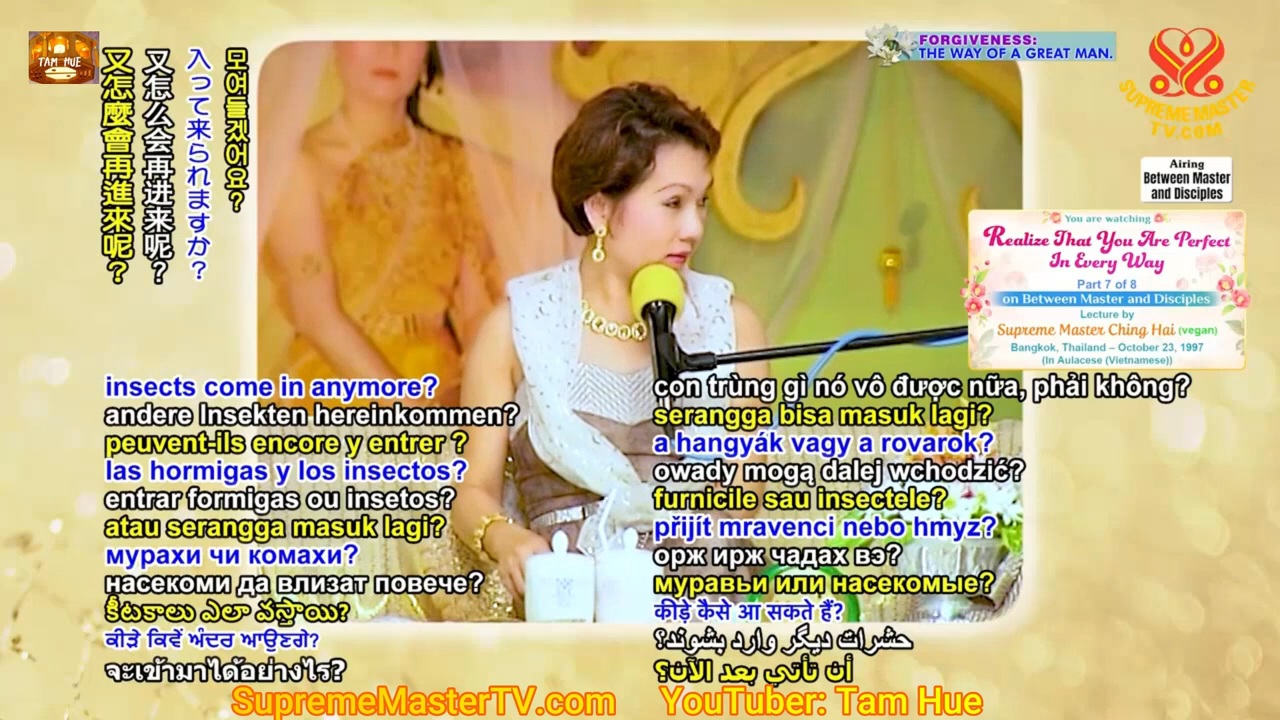 TAM HUE
又怎麼會再進來呢？
又怎么会再进来呢？
入って来られますか？
모여들겠어요?
FORGIVENESS:
THE WAY OF A GREAT MAN.
SUPREME MASTER
TV.COM
Airing
Between Master
and Disciples
You are watching
Realize That You Are Perfect
In Every Way
Part 7 of 8
on Between Master and Disciples
Lecture by
Supreme Master Ching Hai (vegan)
Bangkok, Thailand – October 23, 1997
(In Aulacese (Vietnamese))
insects come in anymore?
andere Insekten hereinkommen?
peuvent-ils encore y entrer ?
las hormigas y los insectos?
entrar formigas ou insetos?
atau serangga masuk lagi?
мурахи чи комахи?
насекоми да влизат повече?
కీటకాలు ఎలా వస్తాయి?
ਕੀੜੇ ਕਿਵੇਂ ਅੰਦਰ ਆਉਣਗੇ?
จะเข้ามาได้อย่างไร?
con trùng gì nó vô được nữa, phải không?
serangga bisa masuk lagi?
a hangyák vagy a rovarok?
owady mogą dalej wchodzić?
furnicile sau insectele?
přijít mravenci nebo hmyz?
орж ирж чадах вэ?
муравьи или насекомые?
कीड़े कैसे आ सकते हैं?
حشرات دیگر وارد بشوند؟
أن تأتي بعد الآن؟
SupremeMasterTV.com
YouTuber: Tam Hue